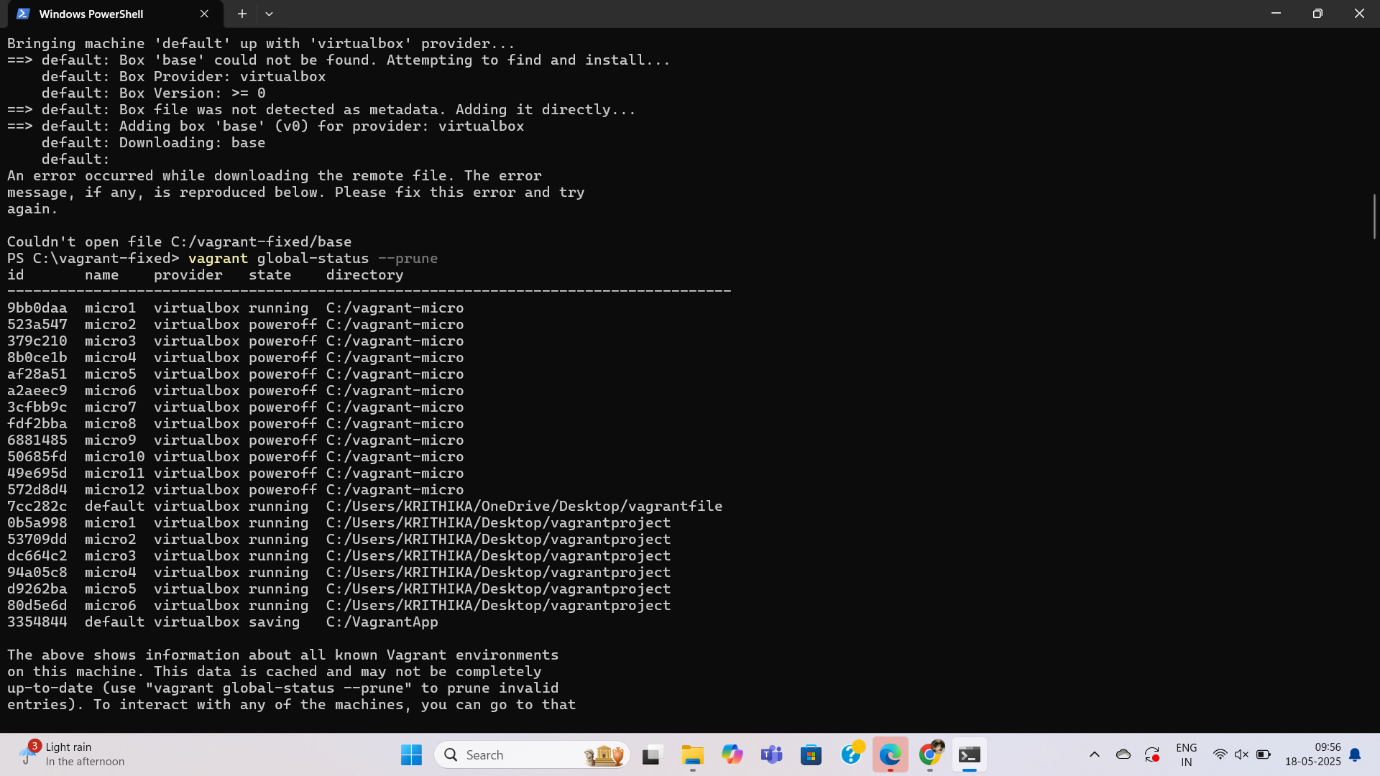 Windows PowerShell
Bringing machine 'default' up with 'virtualbox' provider...
==> default: Box 'base' could not be found. Attempting to find and install...
    default: Box Provider: virtualbox
    default: Box Version: >= 0
==> default: Box file was not detected as metadata. Adding it directly...
==> default: Adding box 'base' (v0) for provider: virtualbox
    default: Downloading: base
    default:
An error occurred while downloading the remote file. The error
message, if any, is reproduced below. Please fix this error and try
again.
Couldn't open file C:/vagrant-fixed/base
PS C:\vagrant-fixed> vagrant global-status --prune
id       name    provider   state    directory
------------------------------------------------------------------------------------
9bb0daa  micro1  virtualbox running  C:/vagrant-micro
523a547  micro2  virtualbox poweroff C:/vagrant-micro
379c210  micro3  virtualbox poweroff C:/vagrant-micro
8b0ce1b  micro4  virtualbox poweroff C:/vagrant-micro
af28a51  micro5  virtualbox poweroff C:/vagrant-micro
a2aeec9  micro6  virtualbox poweroff C:/vagrant-micro
3cfbb9c  micro7  virtualbox poweroff C:/vagrant-micro
fdf2bba  micro8  virtualbox poweroff C:/vagrant-micro
6881485  micro9  virtualbox poweroff C:/vagrant-micro
50685fd  micro10 virtualbox poweroff C:/vagrant-micro
49e695d  micro11 virtualbox poweroff C:/vagrant-micro
572d8d4  micro12 virtualbox poweroff C:/vagrant-micro
7cc282c  default virtualbox running  C:/Users/KRITHIKA/OneDrive/Desktop/vagrantfile
0b5a998  micro1  virtualbox running  C:/Users/KRITHIKA/Desktop/vagrantproject
53709dd  micro2  virtualbox running  C:/Users/KRITHIKA/Desktop/vagrantproject
dc664c2  micro3  virtualbox running  C:/Users/KRITHIKA/Desktop/vagrantproject
94a05c8  micro4  virtualbox running  C:/Users/KRITHIKA/Desktop/vagrantproject
d9262ba  micro5  virtualbox running  C:/Users/KRITHIKA/Desktop/vagrantproject
80d5e6d  micro6  virtualbox running  C:/Users/KRITHIKA/Desktop/vagrantproject
3354844  default virtualbox saving   C:/VagrantApp
The above shows information about all known Vagrant environments
on this machine. This data is cached and may not be completely
up-to-date (use "vagrant global-status --prune" to prune invalid
entries). To interact with any of the machines, you can go to that
3 Light rain
In the afternoon
Search
ENG
IN
09:56
18-05-2025